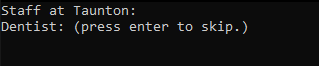 Staff at Taunton:
Dentist: (press enter to skip.)